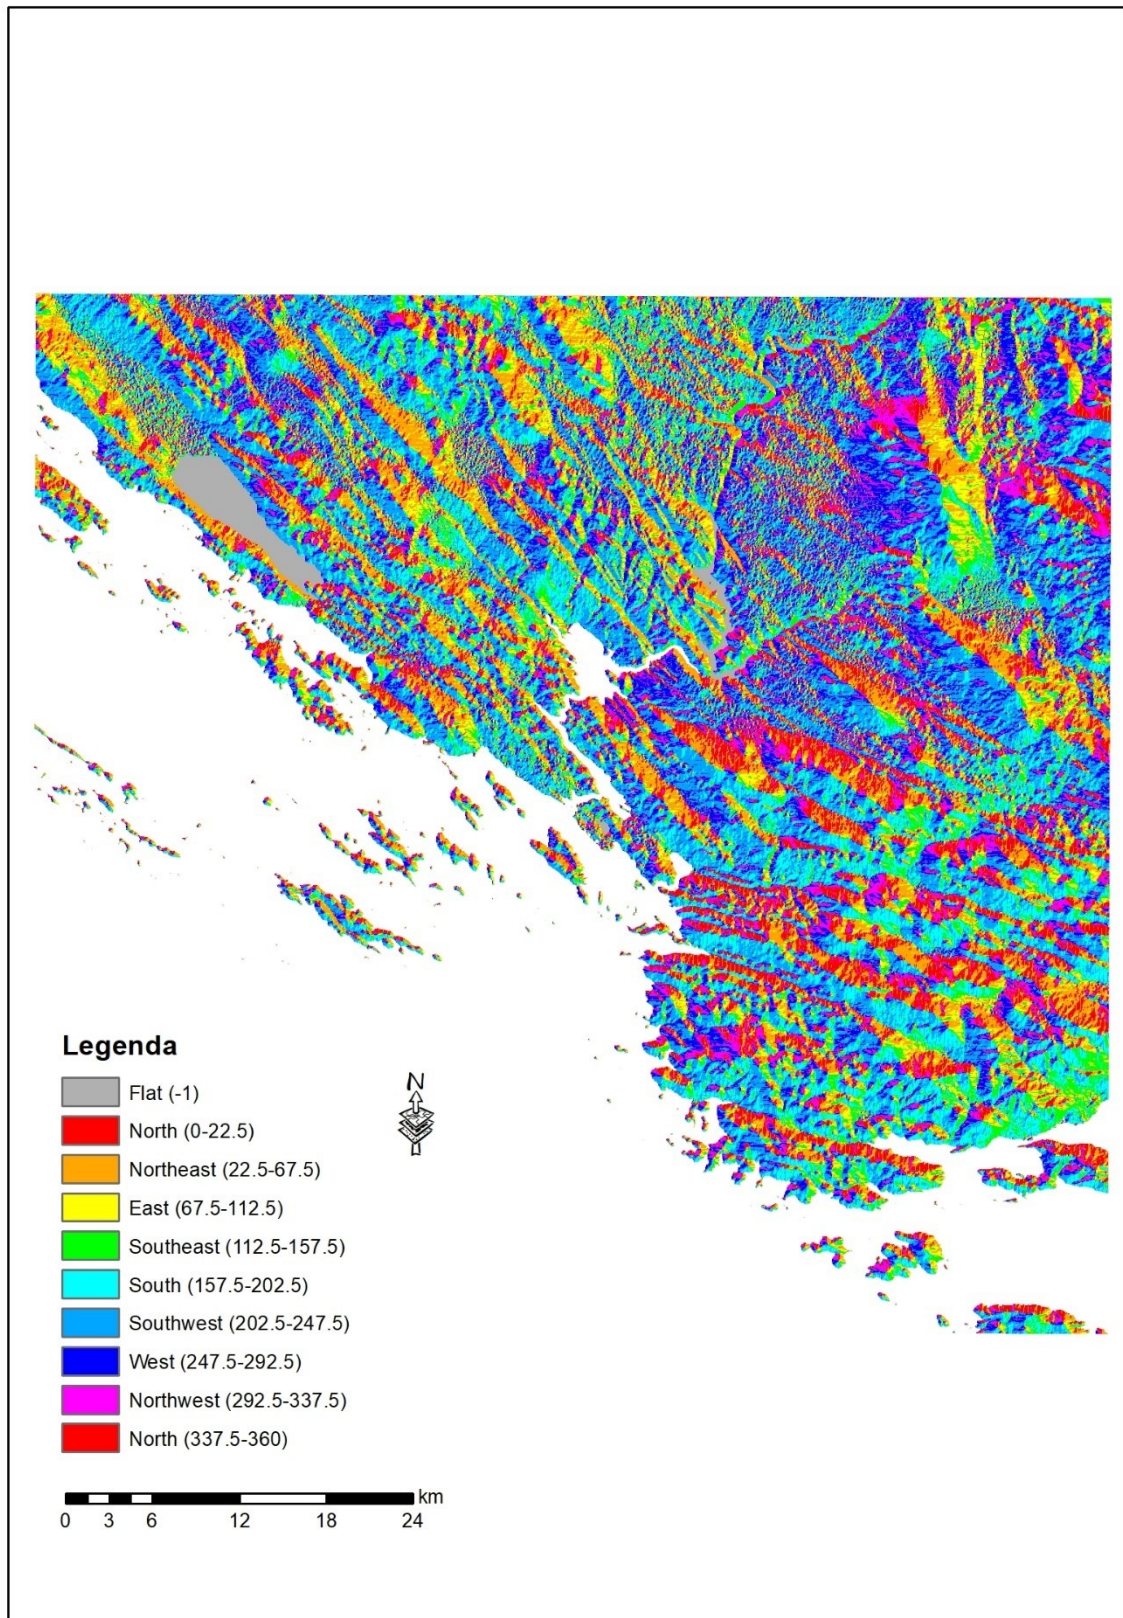 Legenda
Flat (-1)
North (0-22.5)
Northeast (22.5-67.5)
East (67.5-112.5)
Southeast (112.5-157.5)
South (157.5-202.5)
Southwest (202.5-247.5)
West (247.5-292.5)
Northwest (292.5-337.5)
North (337.5-360)
N
km
0 3 6 12 18 24